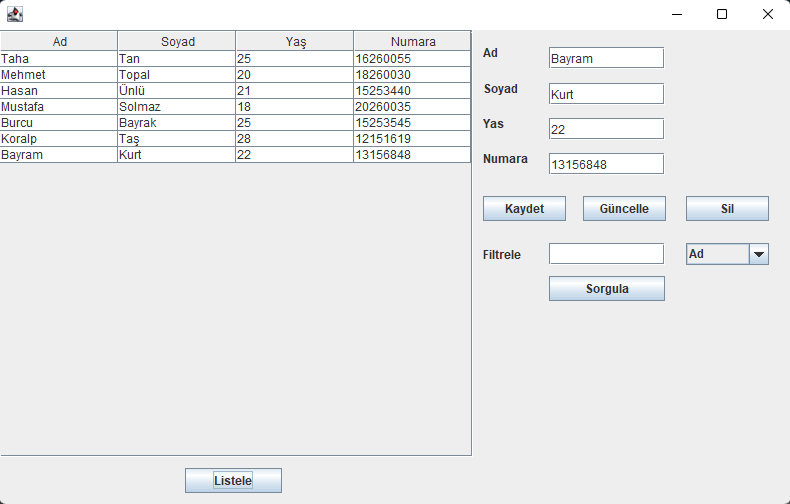 Ad Soyad Yaş Numara
Taha Tan 25 16260055
Mehmet Topal 20 18260030
Hasan Ünlü 21 15253440
Mustafa Solmaz 18 20260035
Burcu Bayrak 25 15253545
Koralp Taş 28 12151619
Bayram Kurt 22 13156848
Listele
Ad Bayram
Soyad Kurt
Yas 22
Numara 13156848
Kaydet Güncelle Sil
Filtrele Ad
Sorgula